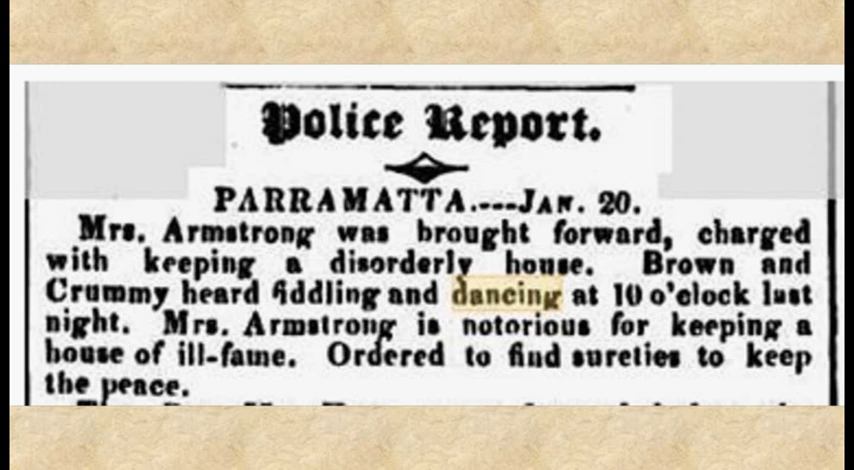 Police Report.
PARRAMATTA.---JAN. 20.
Mrs. Armstrong was brought forward, charged
with keeping a disorderly house. Brown and
Crummy heard fiddling and dancing at 10 o'clock last
night. Mrs. Armstrong is notorious for keeping a
house of ill-fame. Ordered to find sureties to keep
the peace.